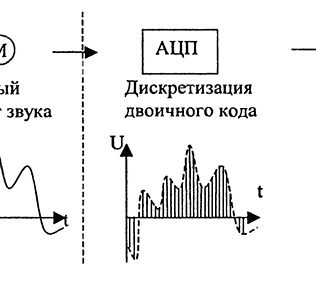 М
АЦП
ый
Дискретизация
т звука
двоичного кода
U
t
t